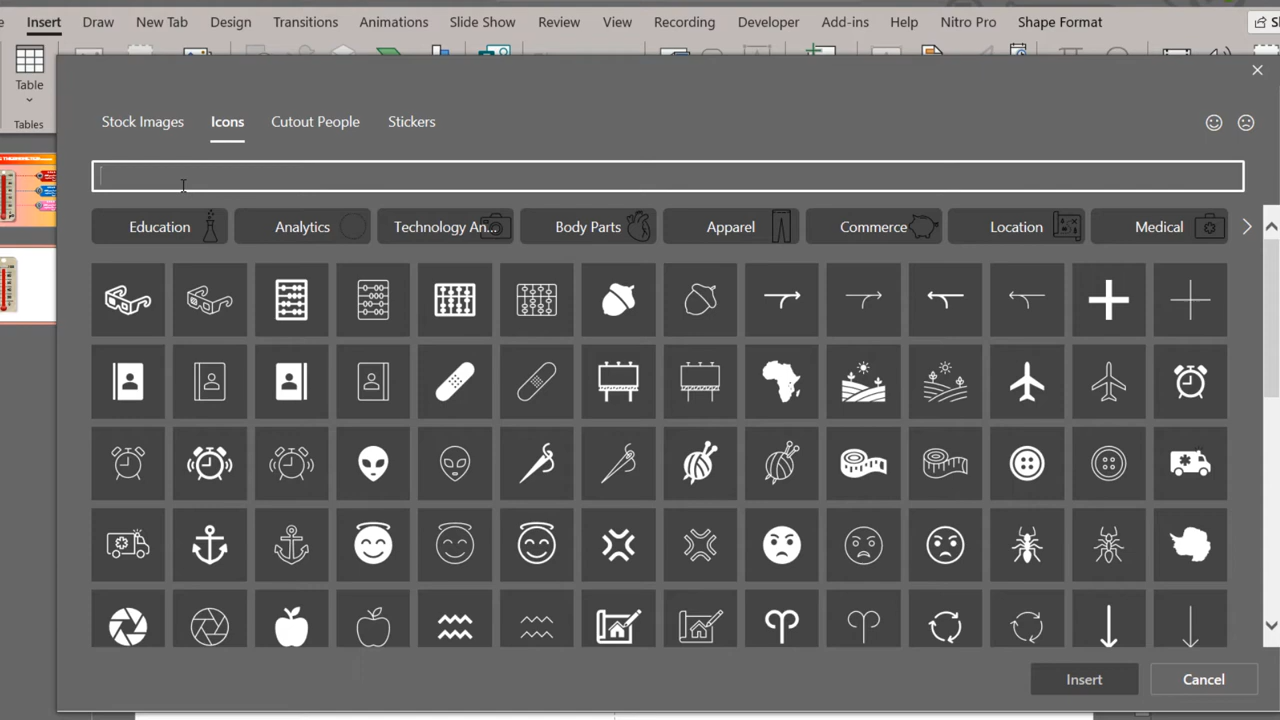 Insert Draw New Tab Design Transitions Animations Slide Show Review View Recording Developer Add-ins Help Nitro Pro Shape Format
Table
Tables
Stock Images Icons Cutout People Stickers
Education Analytics Technology An... Body Parts Apparel Commerce Location Medical
Insert Cancel